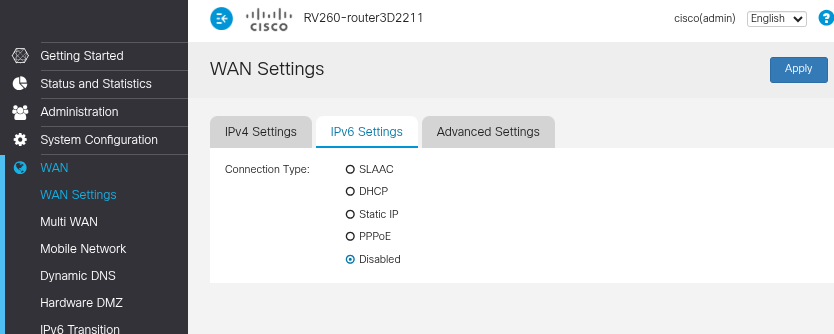 CISCO RV260-router3D2211 cisco(admin) English ?
Getting Started
Status and Statistics
Administration
System Configuration
WAN
WAN Settings
Multi WAN
Mobile Network
Dynamic DNS
Hardware DMZ
IPv6 Transition
WAN Settings Apply
IPv4 Settings IPv6 Settings Advanced Settings
Connection Type: SLAAC
DHCP
Static IP
PPPoE
Disabled